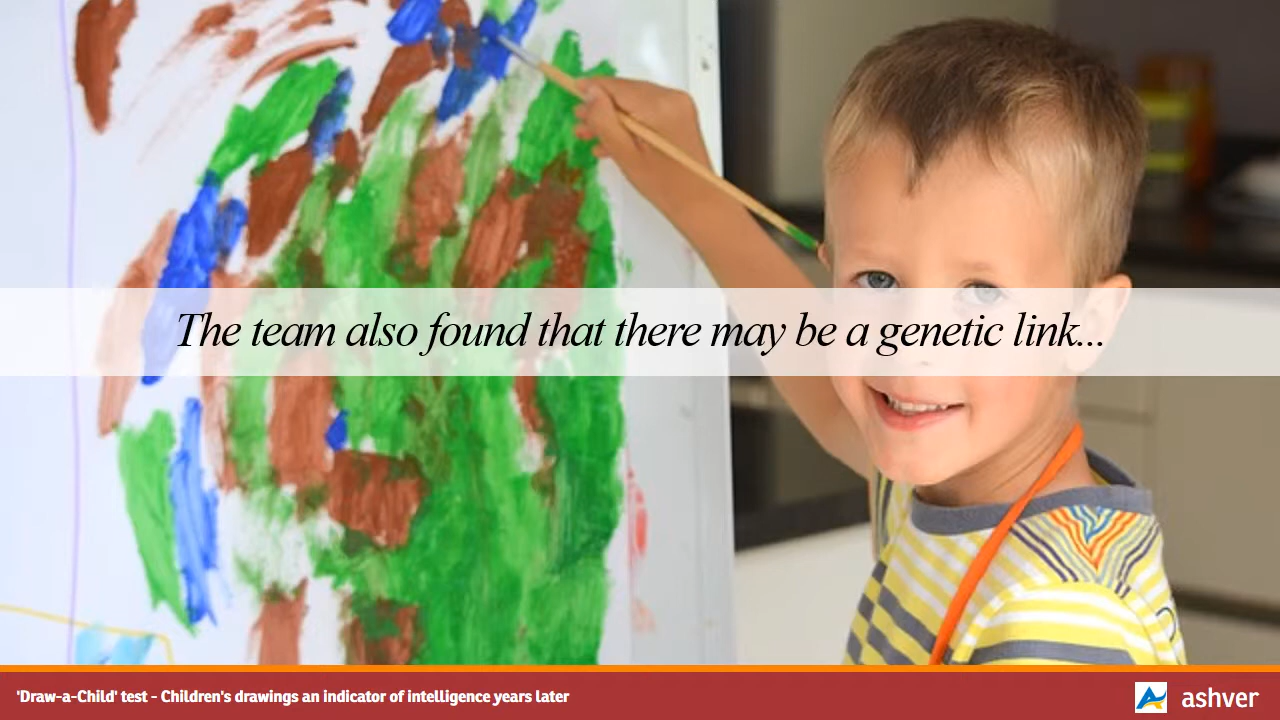 The team also found that there may be a genetic link...
'Draw-a-Child' test - Children's drawings an indicator of intelligence years later
ashver